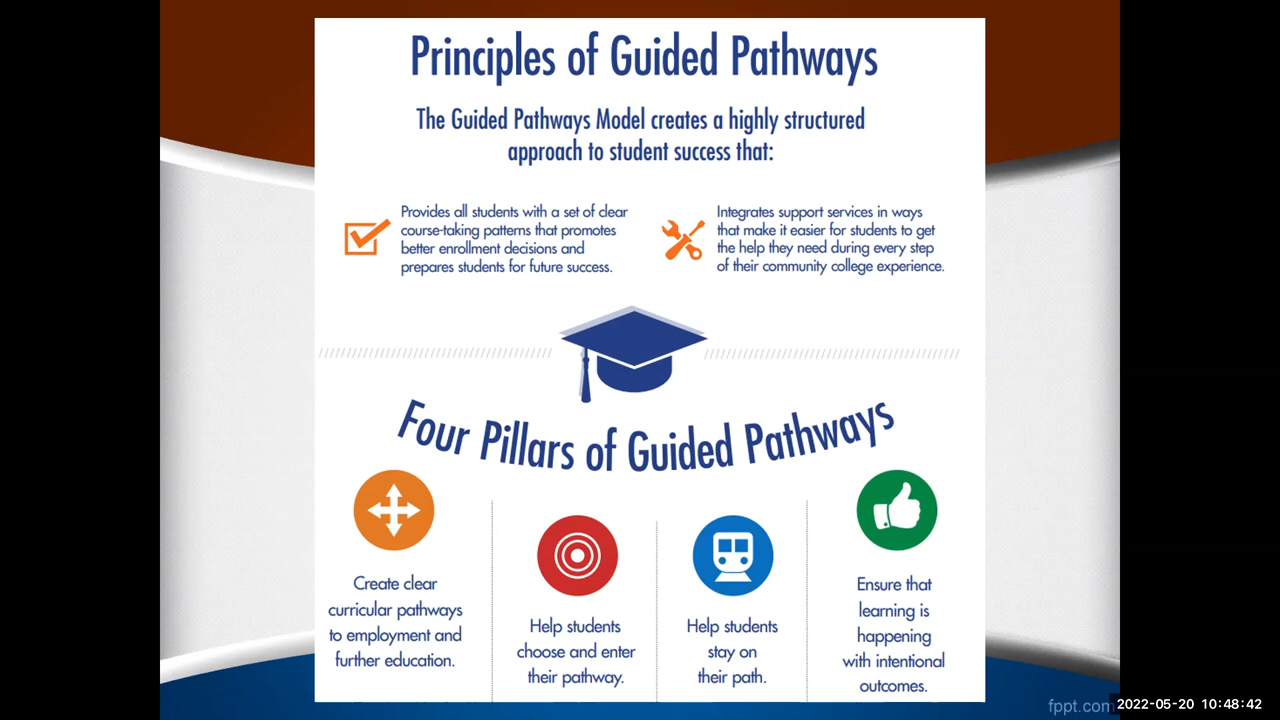 Principles of Guided Pathways
The Guided Pathways Model creates a highly structured
approach to student success that:
Provides all students with a set of clear
course-taking patterns that promotes
better enrollment decisions and
prepares students for future success.
Integrates support services in ways
that make it easier for students to get
the help they need during every step
of their community college experience.
Four Pillars of Guided Pathways
Create clear
curricular pathways
to employment and
further education.
Help students
choose and enter
their pathway.
Help students
stay on
their path.
Ensure that
learning is
happening
with intentional
outcomes.
fppt.com
2022-05-20 10:48:42